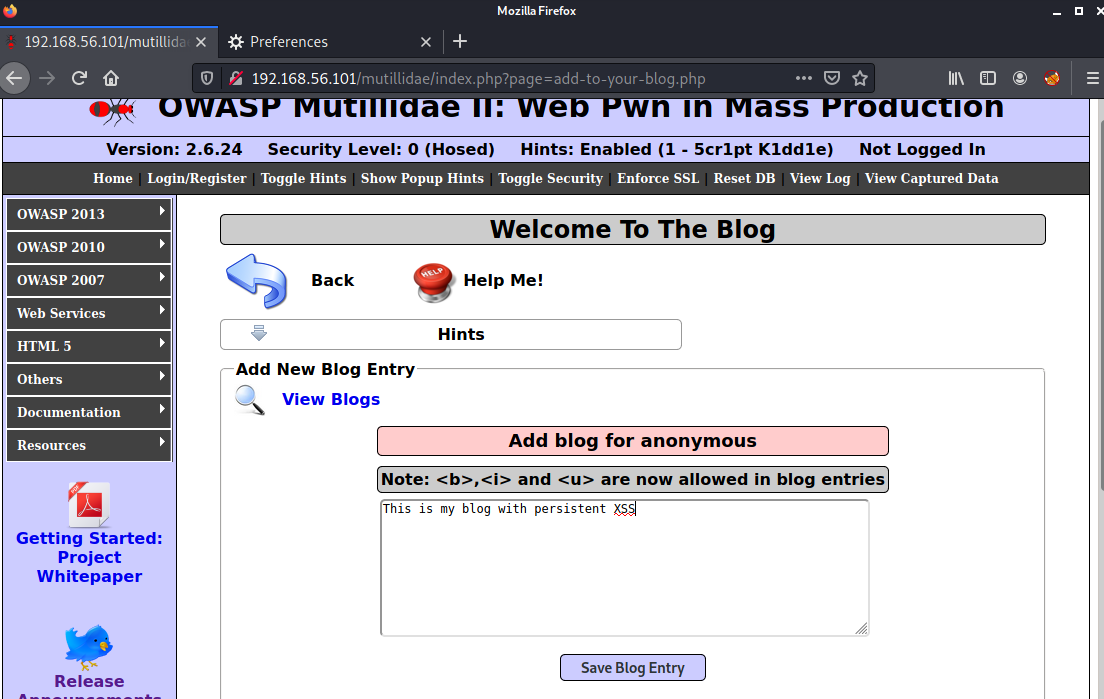 Mozilla Firefox
192.168.56.101/mutillida
Preferences
192.168.56.101/mutillidae/index.php?page=add-to-your-blog.php
OWASP Mutillidae II: Web Pwn in Mass Production
Version: 2.6.24 Security Level: 0 (Hosed) Hints: Enabled (1 - 5cr1pt K1dd1e) Not Logged In
Home | Login/Register | Toggle Hints | Show Popup Hints | Toggle Security | Enforce SSL | Reset DB | View Log | View Captured Data
OWASP 2013
OWASP 2010
OWASP 2007
Web Services
HTML 5
Others
Documentation
Resources
Getting Started:
Project
Whitepaper
Release
Announcements
Welcome To The Blog
Back
HELP
Help Me!
Hints
Add New Blog Entry
View Blogs
Add blog for anonymous
Note: <b>,<i> and <u> are now allowed in blog entries
This is my blog with persistent XSS
Save Blog Entry